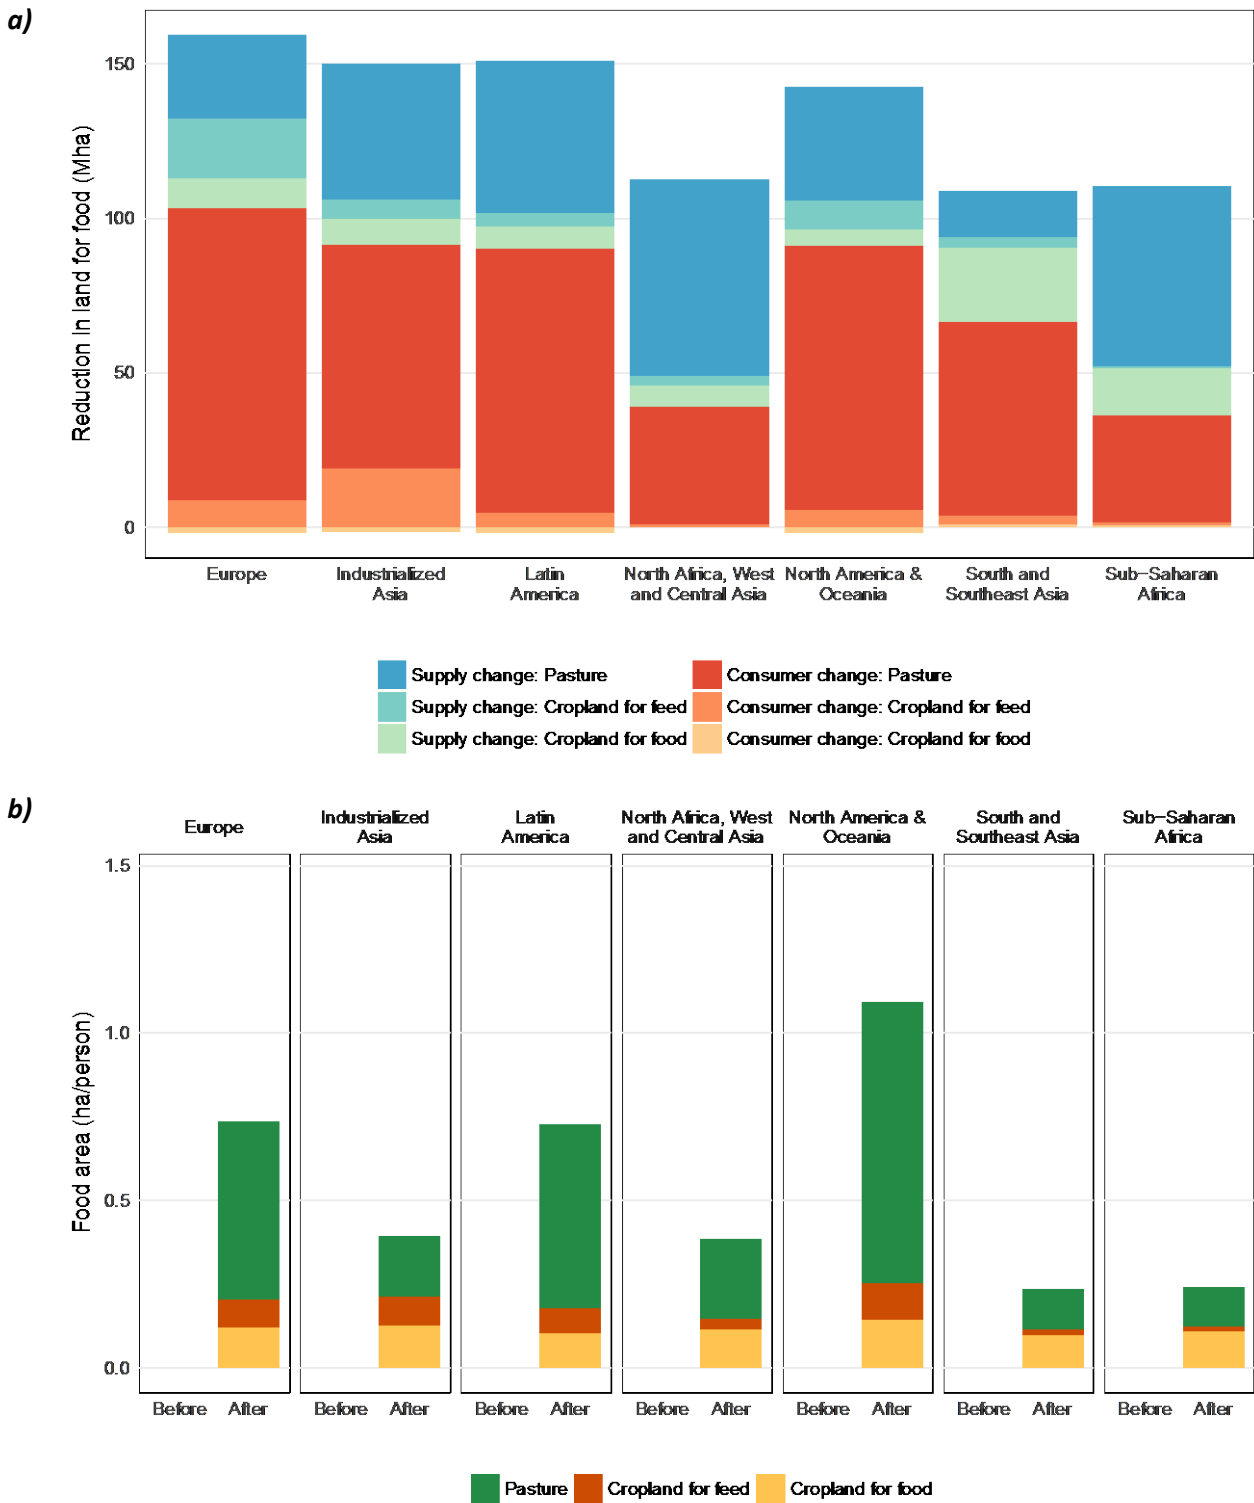 a)
Reduction in land for food (Mha)
150
100
50
0
Europe
Industrialized
Asia
Latin
America
North Africa, West
and Central Asia
North America &
Oceania
South and
Southeast Asia
Sub-Saharan
Africa
Supply change: Pasture
Supply change: Cropland for feed
Supply change: Cropland for food
Consumer change: Pasture
Consumer change: Cropland for feed
Consumer change: Cropland for food
b)
Europe
Industrialized
Asia
Latin
America
North Africa, West
and Central Asia
North America &
Oceania
South and
Southeast Asia
Sub-Saharan
Africa
Food area (ha/person)
1.5
1.0
0.5
0.0
Before After
Before After
Before After
Before After
Before After
Before After
Before After
Pasture Cropland for feed Cropland for food